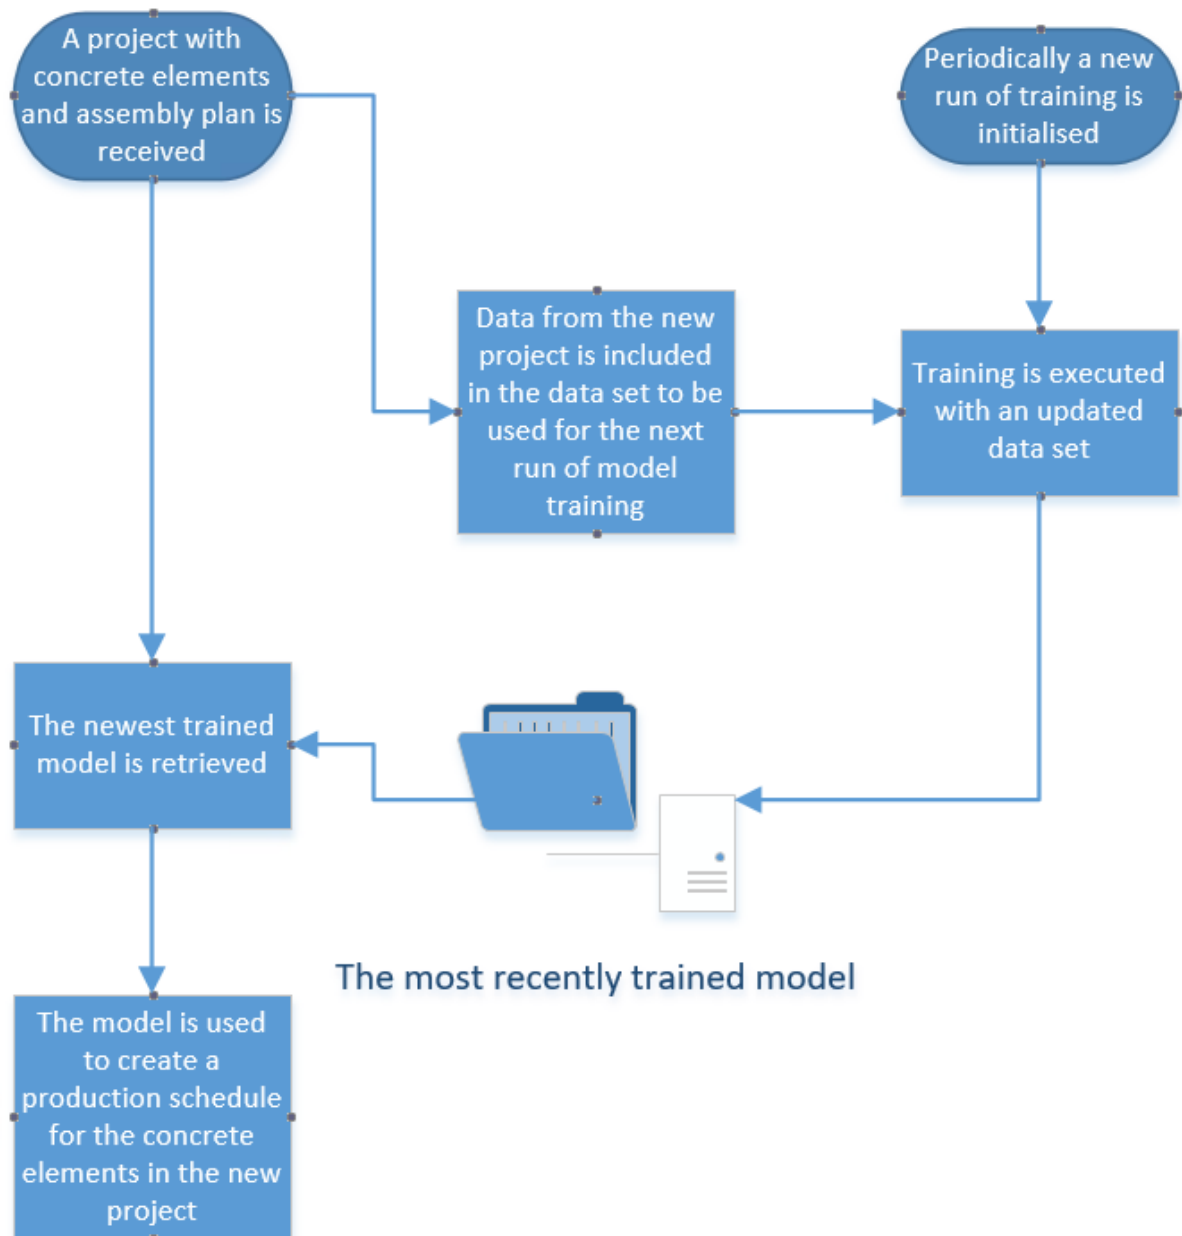 A project with
concrete elements
and assembly plan is
received
Periodically a new
run of training is
initialised
Data from the new
project is included
in the data set to be
used for the next
run of model
training
Training is executed
with an updated
data set
The newest trained
model is retrieved
The most recently trained model
The model is used
to create a
production schedule
for the concrete
elements in the new
project